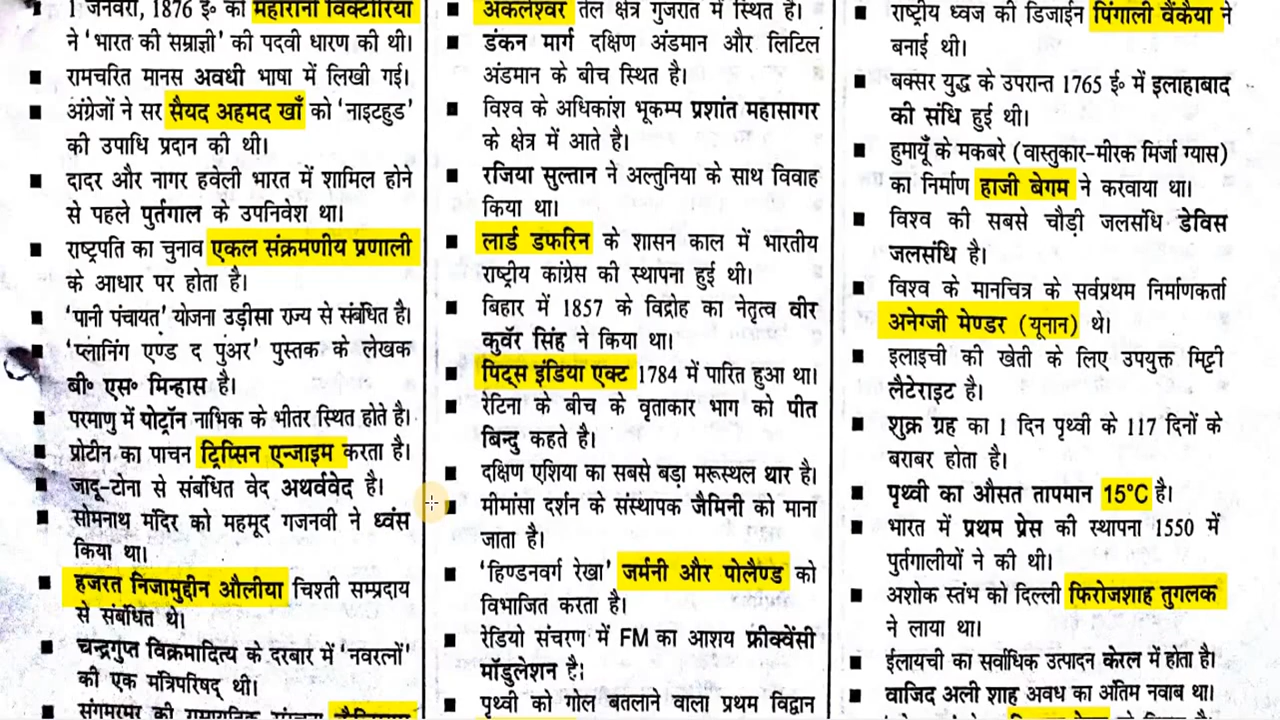 1 जनवरी, 1876 ई० को महारानी विक्टोरिया
ने ‘भारत की सम्राज्ञी’ की पदवी धारण की थी।
रामचरित मानस अवधी भाषा में लिखी गई।
अंग्रेजों ने सर सैयद अहमद खाँ को ‘नाइटहुड’
की उपाधि प्रदान की थी।
दादर और नागर हवेली भारत में शामिल होने
से पहले पुर्तगाल के उपनिवेश था।
राष्ट्रपति का चुनाव एकल संक्रमणीय प्रणाली
के आधार पर होता है।
‘पानी पंचायत’ योजना उड़ीसा राज्य से संबंधित है।
‘प्लानिंग एण्ड द पुअर’ पुस्तक के लेखक
बी० एस० मिन्हास है।
परमाणु में प्रोट्रॉन नाभिक के भीतर स्थित होते है।
प्रोटीन का पाचन ट्रिप्सिन एन्जाइम करता है।
जादू-टोना से संबंधित वेद अथर्ववेद है।
सोमनाथ मंदिर को महमूद गजनवी ने ध्वंस
किया था।
हजरत निजामुद्दीन औलीया चिश्ती सम्प्रदाय
से संबंधित थे।
चन्द्रगुप्त विक्रमादित्य के दरबार में ‘नवरत्नों’
की एक मंत्रिपरिषद् थी।
संगमरमर की
अंकलेश्वर तेल क्षेत्र गुजरात में स्थित है।
डंकन मार्ग दक्षिण अंडमान और लिटिल
अंडमान के बीच स्थित है।
विश्व के अधिकांश भूकम्प प्रशांत महासागर
के क्षेत्र में आते है।
रजिया सुल्तान ने अल्तुनिया के साथ विवाह
किया था।
लार्ड डफरिन के शासन काल में भारतीय
राष्ट्रीय कांग्रेस की स्थापना हुई थी।
बिहार में 1857 के विद्रोह का नेतृत्व वीर
कुवॅर सिंह ने किया था।
पिट्स इंडिया एक्ट 1784 में पारित हुआ था।
रेटिना के बीच के वृताकार भाग को पीत
बिन्दु कहते है।
दक्षिण एशिया का सबसे बड़ा मरूस्थल थार है।
मीमांसा दर्शन के संस्थापक जैमिनी को माना
जाता है।
‘हिण्डनवर्ग रेखा’ जर्मनी और पोलैण्ड को
विभाजित करता है।
रेडियो संचरण में FM का आशय फ्रीक्वेंसी
मॉडुलेशन है।
पृथ्वी को गोल बतलाने वाला प्रथम विद्वान
राष्ट्रीय ध्वज की डिजाईन पिंगाली वैंकैया ने
बनाई थी।
बक्सर युद्ध के उपरान्त 1765 ई० में इलाहाबाद
की संधि हुई थी।
हुमायूँ के मकबरे (वास्तुकार-मीरक मिर्जा ग्यास)
का निर्माण हाजी बेगम ने करवाया था।
विश्व की सबसे चौड़ी जलसंधि डेविस
जलसंधि है।
विश्व के मानचित्र के सर्वप्रथम निर्माणकर्ता
अनेग्जी मेण्डर (यूनान) थे।
इलाइची की खेती के लिए उपयुक्त मिट्टी
लैटेराइट है।
शुक्र ग्रह का 1 दिन पृथ्वी के 117 दिनों के
बराबर होता है।
पृथ्वी का औसत तापमान 15°C है।
भारत में प्रथम प्रेस की स्थापना 1550 में
पुर्तगालीयों ने की थी।
अशोक स्तंभ को दिल्ली फिरोजशाह तुगलक
ने लाया था।
ईलायची का सर्वाधिक उत्पादन केरल में होता है।
वाजिद अली शाह अवध का अंतिम नवाब था।